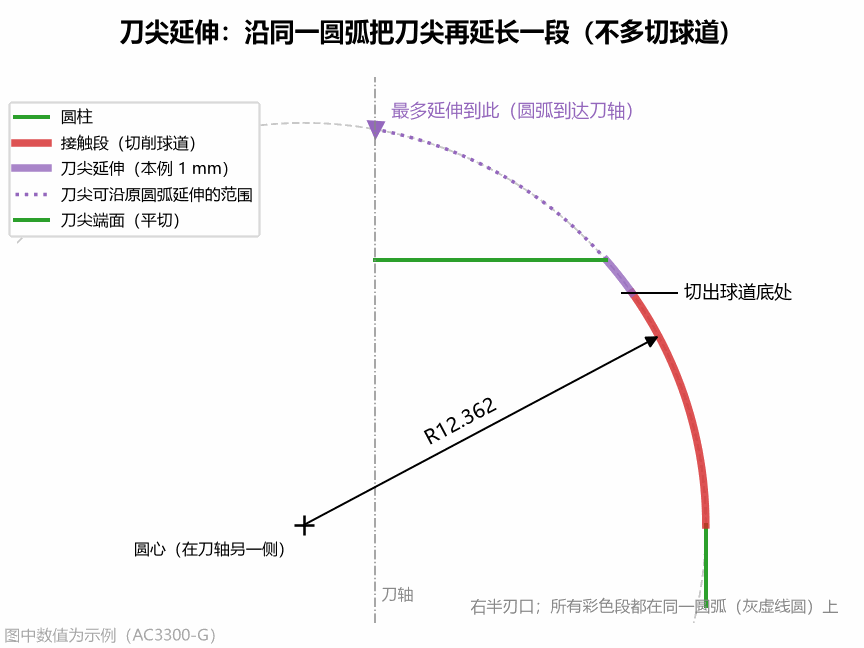 刀尖延伸：沿同一圆弧把刀尖再延长一段（不多切球道）
最多延伸到此（圆弧到达刀轴）
圆柱
接触段（切削球道）
刀尖延伸（本例 1 mm）
刀尖可沿原圆弧延伸的范围
刀尖端面（平切）
切出球道底处
R12.362
圆心（在刀轴另一侧）
刀轴
右半刃口；所有彩色段都在同一圆弧（灰虚线圆）上
图中数值为示例（AC3300-G）